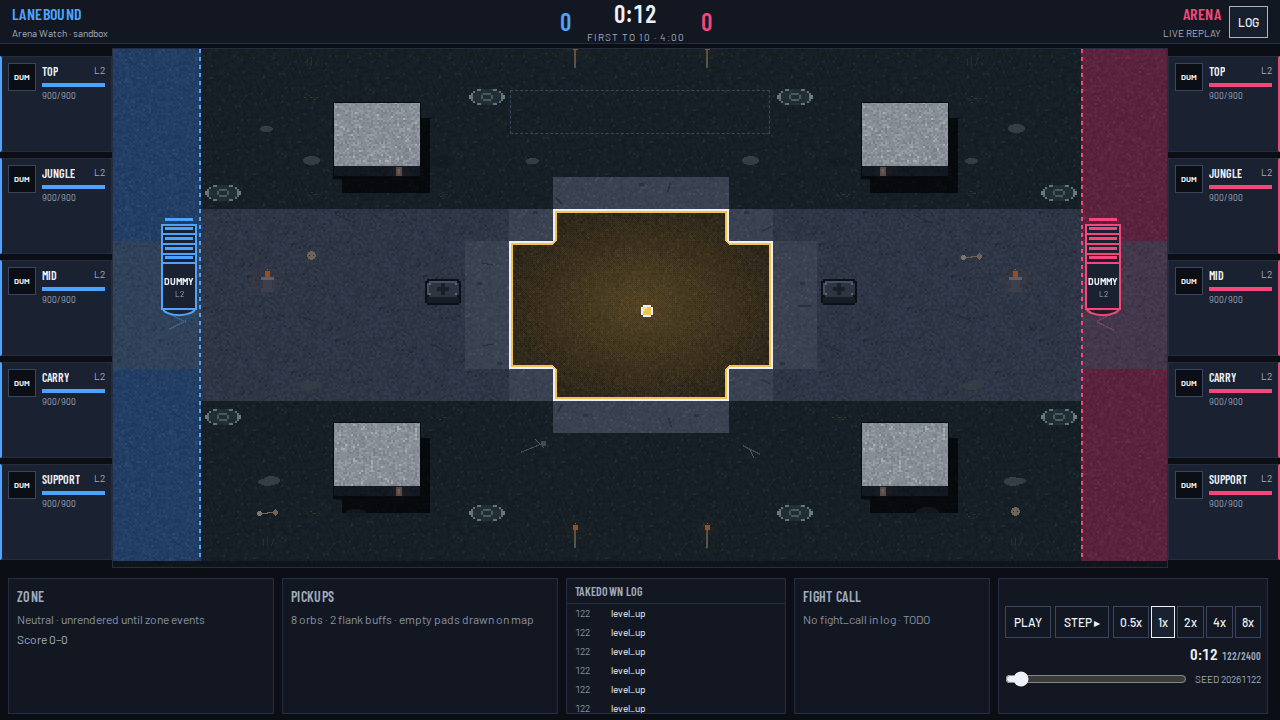 LANEBOUND
Arena Watch · sandbox
0
0:12
0
FIRST TO 10 · 4:00
ARENA
LIVE REPLAY
LOG
DUM
TOP
L2
900/900
DUM
JUNGLE
L2
900/900
DUM
MID
L2
900/900
DUM
CARRY
L2
900/900
DUM
SUPPORT
L2
900/900
DUMMY
L2
DUMMY
L2
DUM
TOP
L2
900/900
DUM
JUNGLE
L2
900/900
DUM
MID
L2
900/900
DUM
CARRY
L2
900/900
DUM
SUPPORT
L2
900/900
ZONE
Neutral · unrendered until zone events
Score 0–0
PICKUPS
8 orbs · 2 flank buffs · empty pads drawn on map
TAKEDOWN LOG
122 level_up
122 level_up
122 level_up
122 level_up
122 level_up
122 level_up
FIGHT CALL
No fight_call in log · TODO
PLAY STEP ▸ 0.5x 1x 2x 4x 8x
0:12 122/2400
SEED 20261122